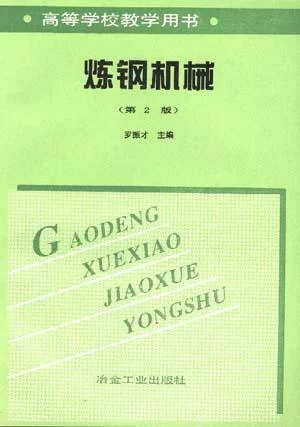 高等学校教学用书
炼钢机械
(第2版)
罗振才 主编
GAODENG
XUEXIAO
JIAOXUE
YONGSHU
冶金工业出版社